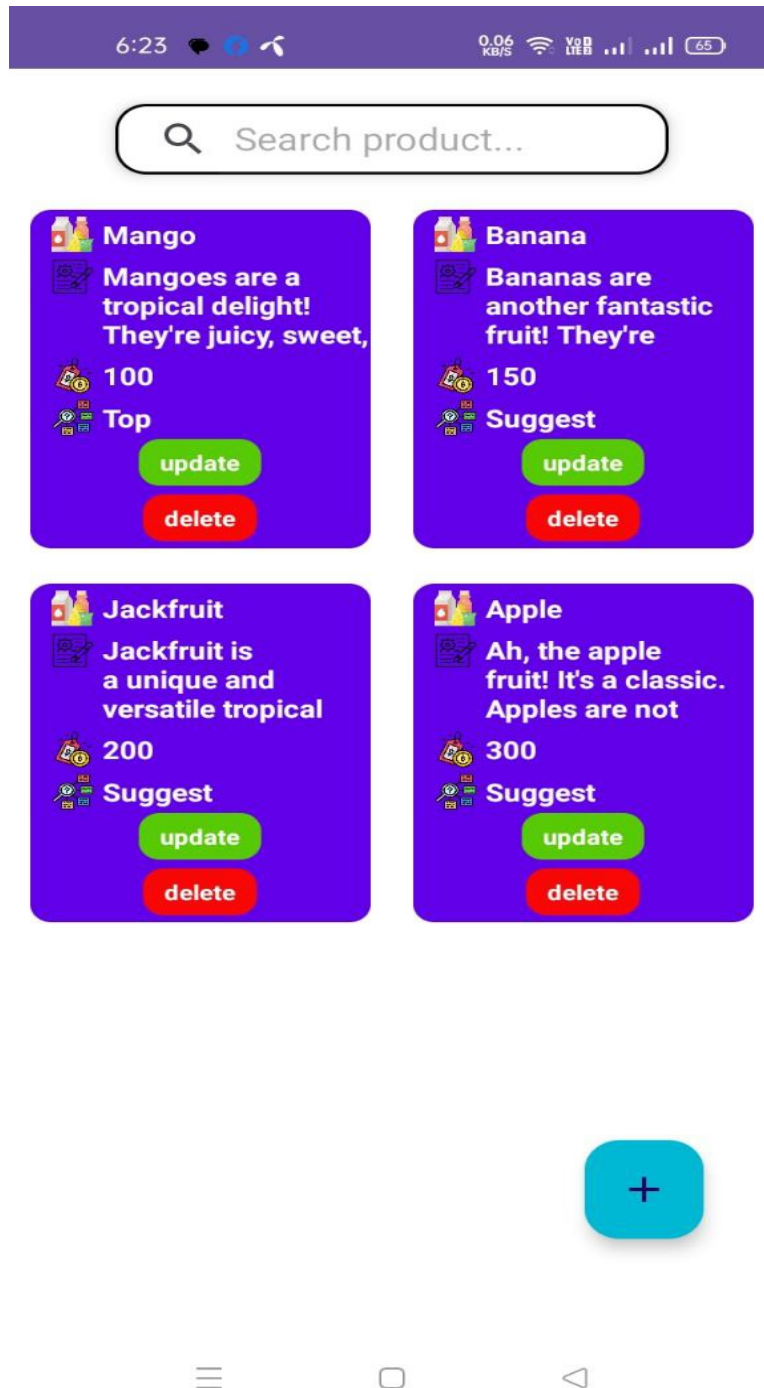 6:23
0.06 KB/S
VoD LTE2
65
Search product...
Mango
Mangoes are a
tropical delight!
They're juicy, sweet,
100
Top
update
delete
Banana
Bananas are
another fantastic
fruit! They're
150
Suggest
update
delete
Jackfruit
Jackfruit is
a unique and
versatile tropical
200
Suggest
update
delete
Apple
Ah, the apple
fruit! It's a classic.
Apples are not
300
Suggest
update
delete
+